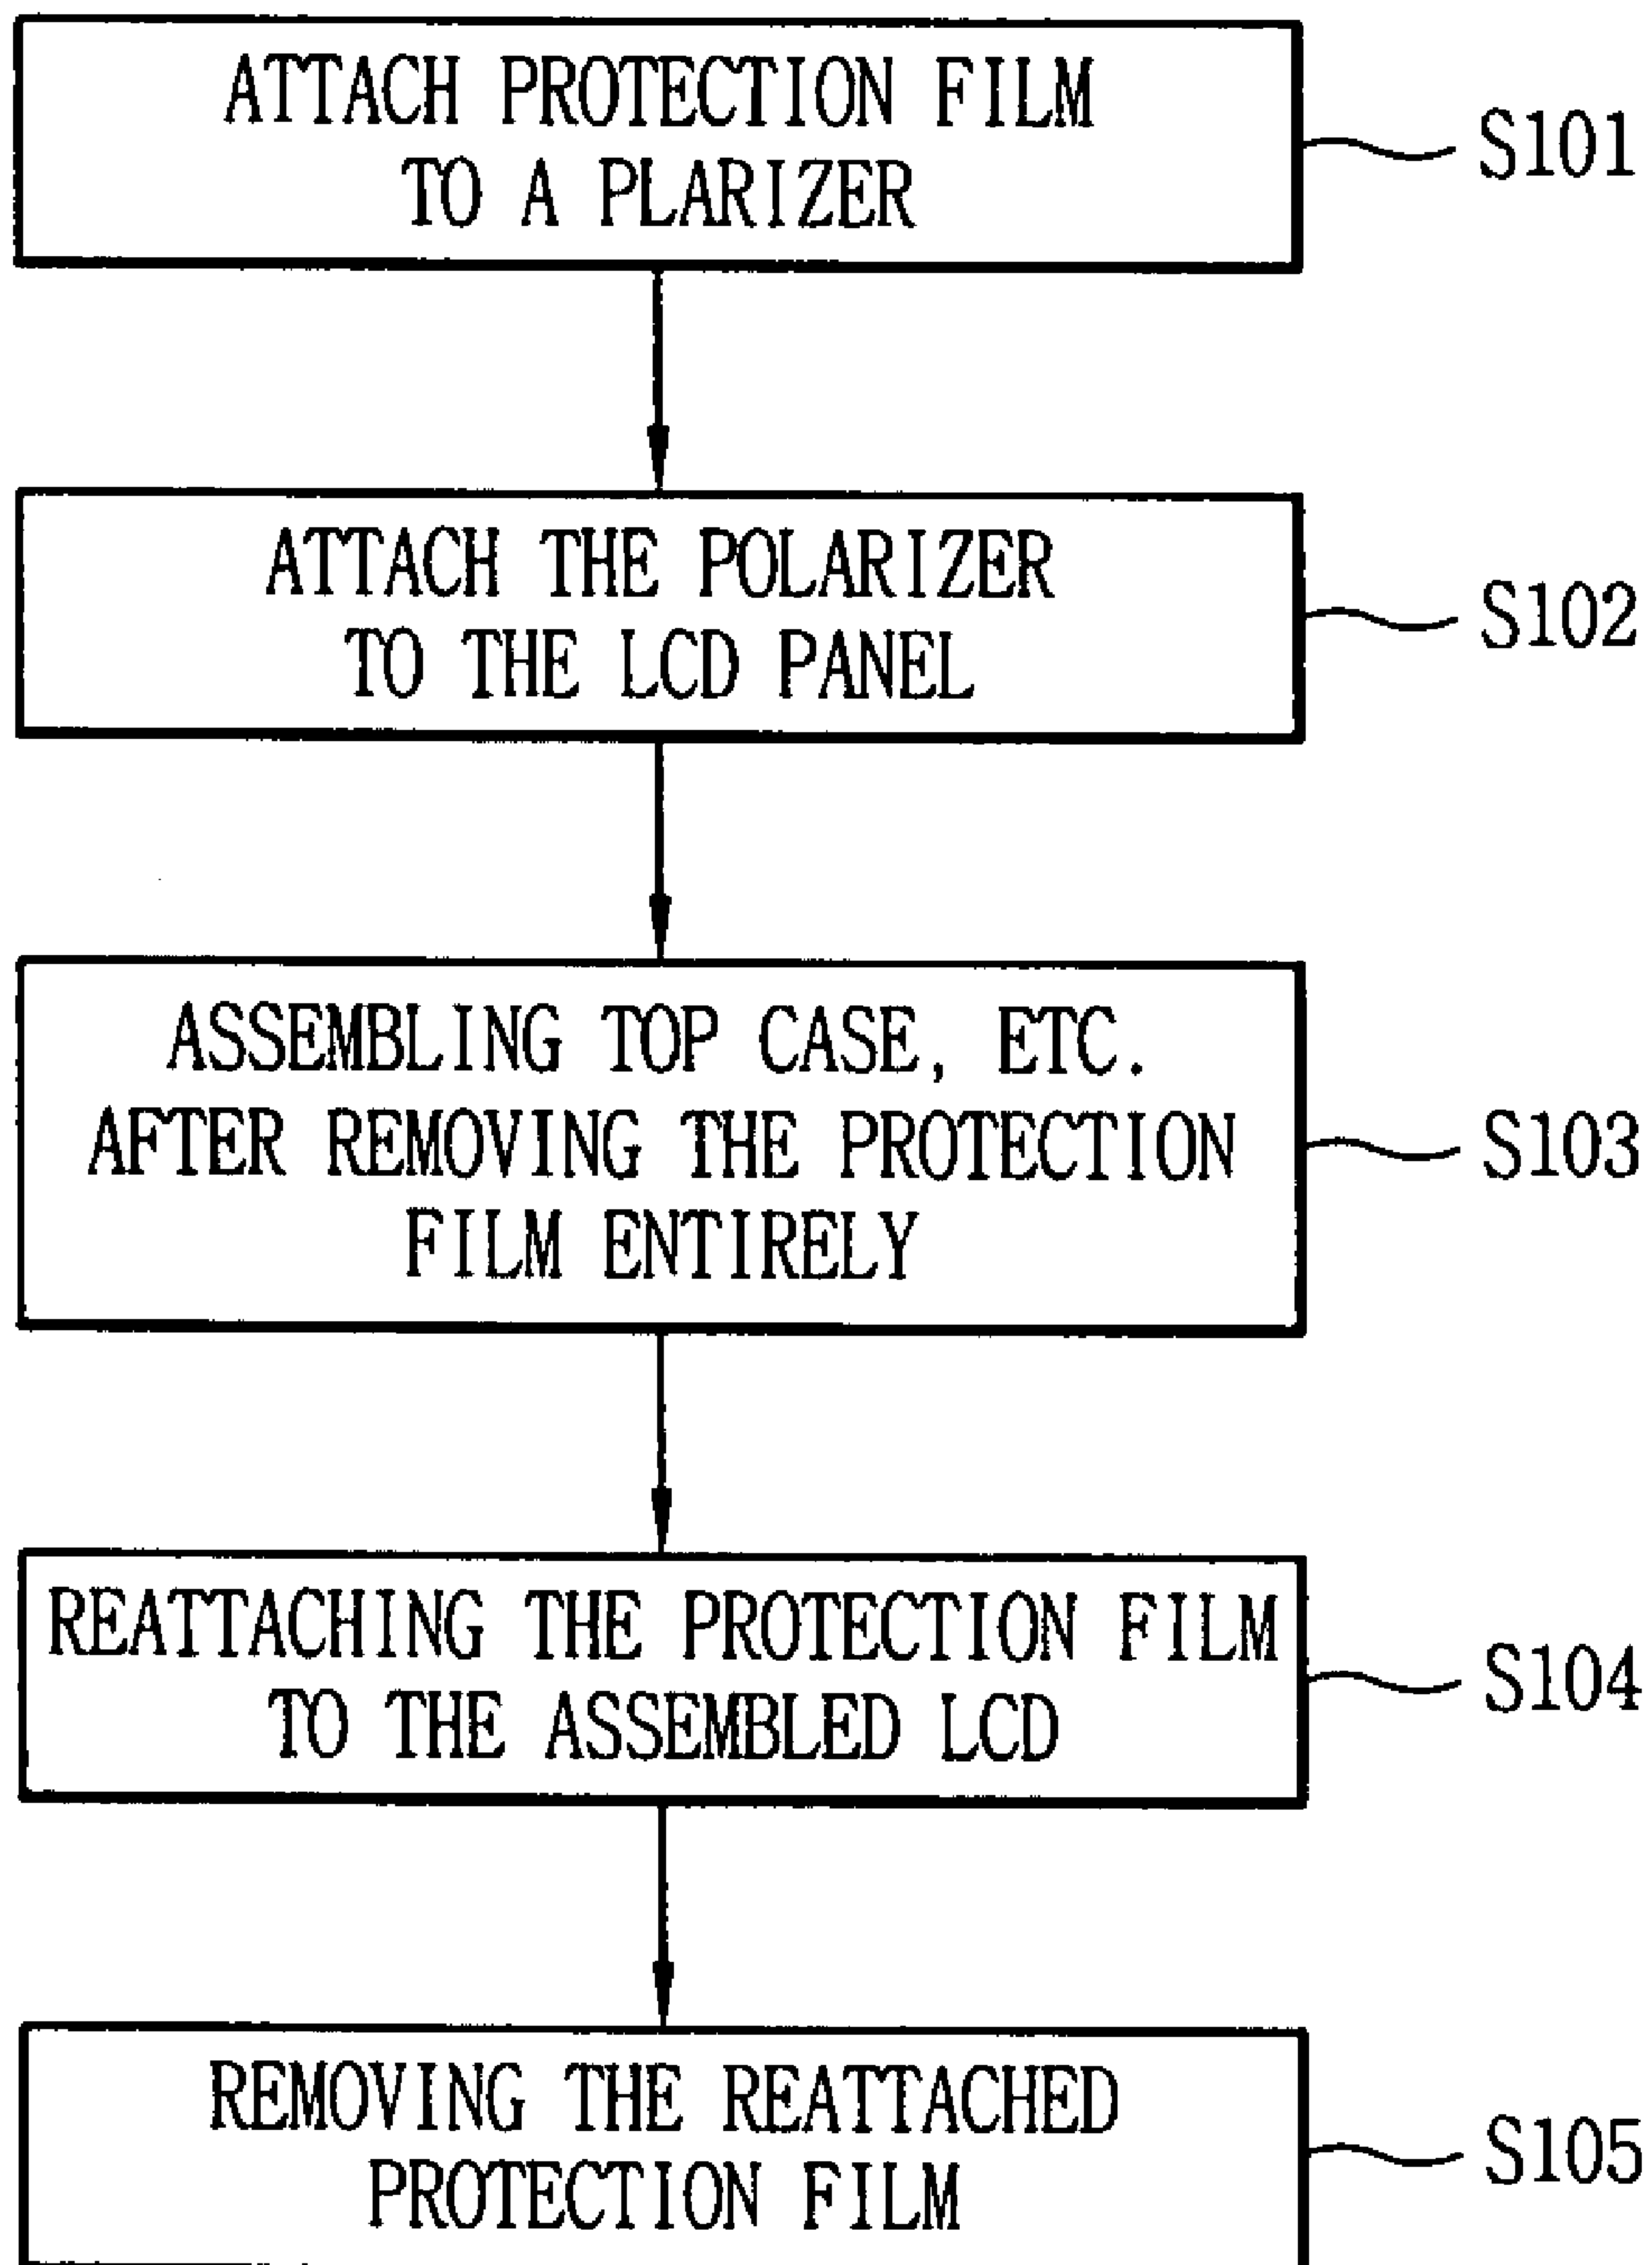 ATTACH PROTECTION FILM
TO A PLARIZER
S101
ATTACH THE POLARIZER
TO THE LCD PANEL
S102
ASSEMBLING TOP CASE, ETC.
AFTER REMOVING THE PROTECTION
FILM ENTIRELY
S103
REATTACHING THE PROTECTION FILM
TO THE ASSEMBLED LCD
S104
REMOVING THE REATTACHED
PROTECTION FILM
S105